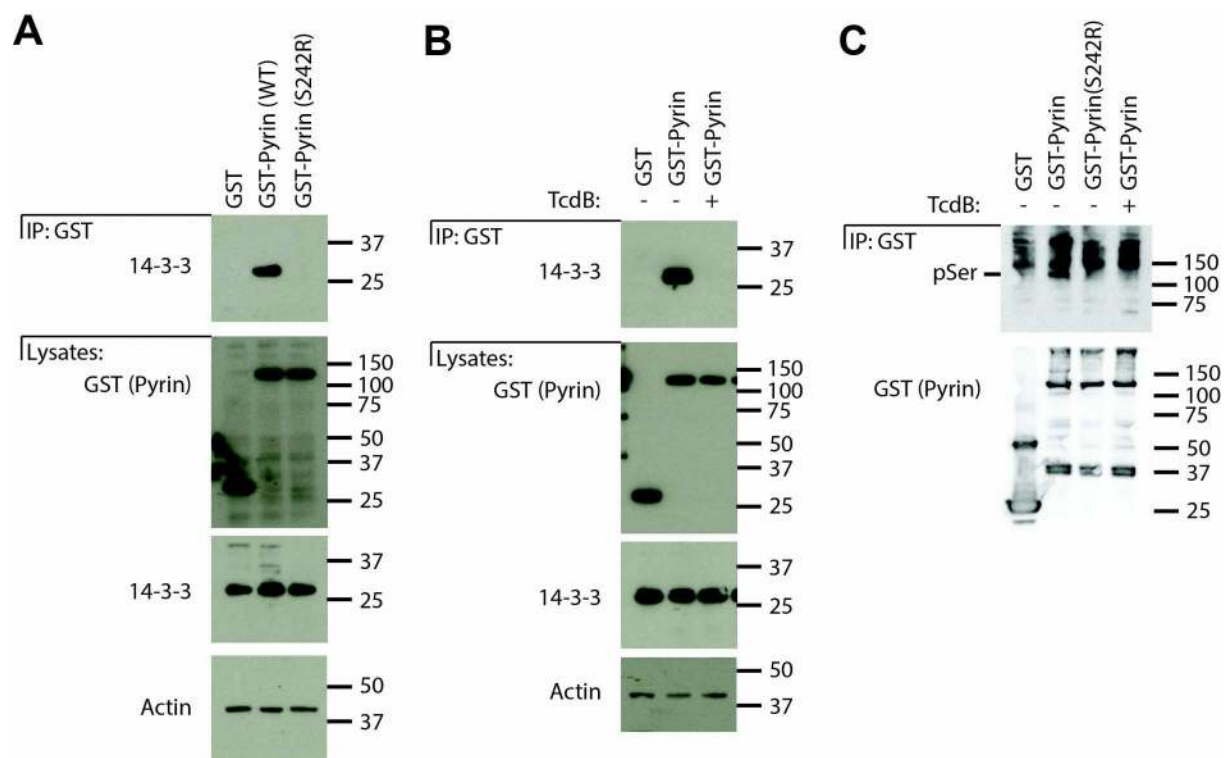 A
GST
GST-Pyrin (WT)
GST-Pyrin (S242R)
IP: GST
14-3-3
37
25
Lysates:
GST (Pyrin)
150
100
75
50
37
25
14-3-3
37
25
Actin
50
37
B
GST
GST-Pyrin
GST-Pyrin
TcdB: - - +
IP: GST
14-3-3
37
25
Lysates:
GST (Pyrin)
150
100
75
50
37
25
14-3-3
37
25
Actin
50
37
C
GST
GST-Pyrin
GST-Pyrin(S242R)
GST-Pyrin
TcdB: - - - +
IP: GST
pSer
150
100
75
GST (Pyrin)
150
100
75
50
37
25